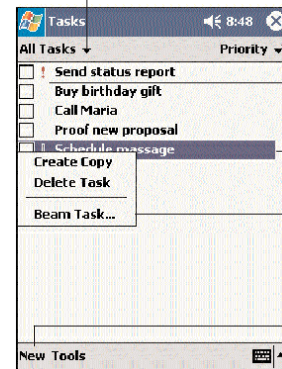 Tasks 8:48
All Tasks Priority
! Send status report
Buy birthday gift
Call Maria
Proof new proposal
! Schedule massage
Create Copy
Delete Task
Beam Task...
New Tools